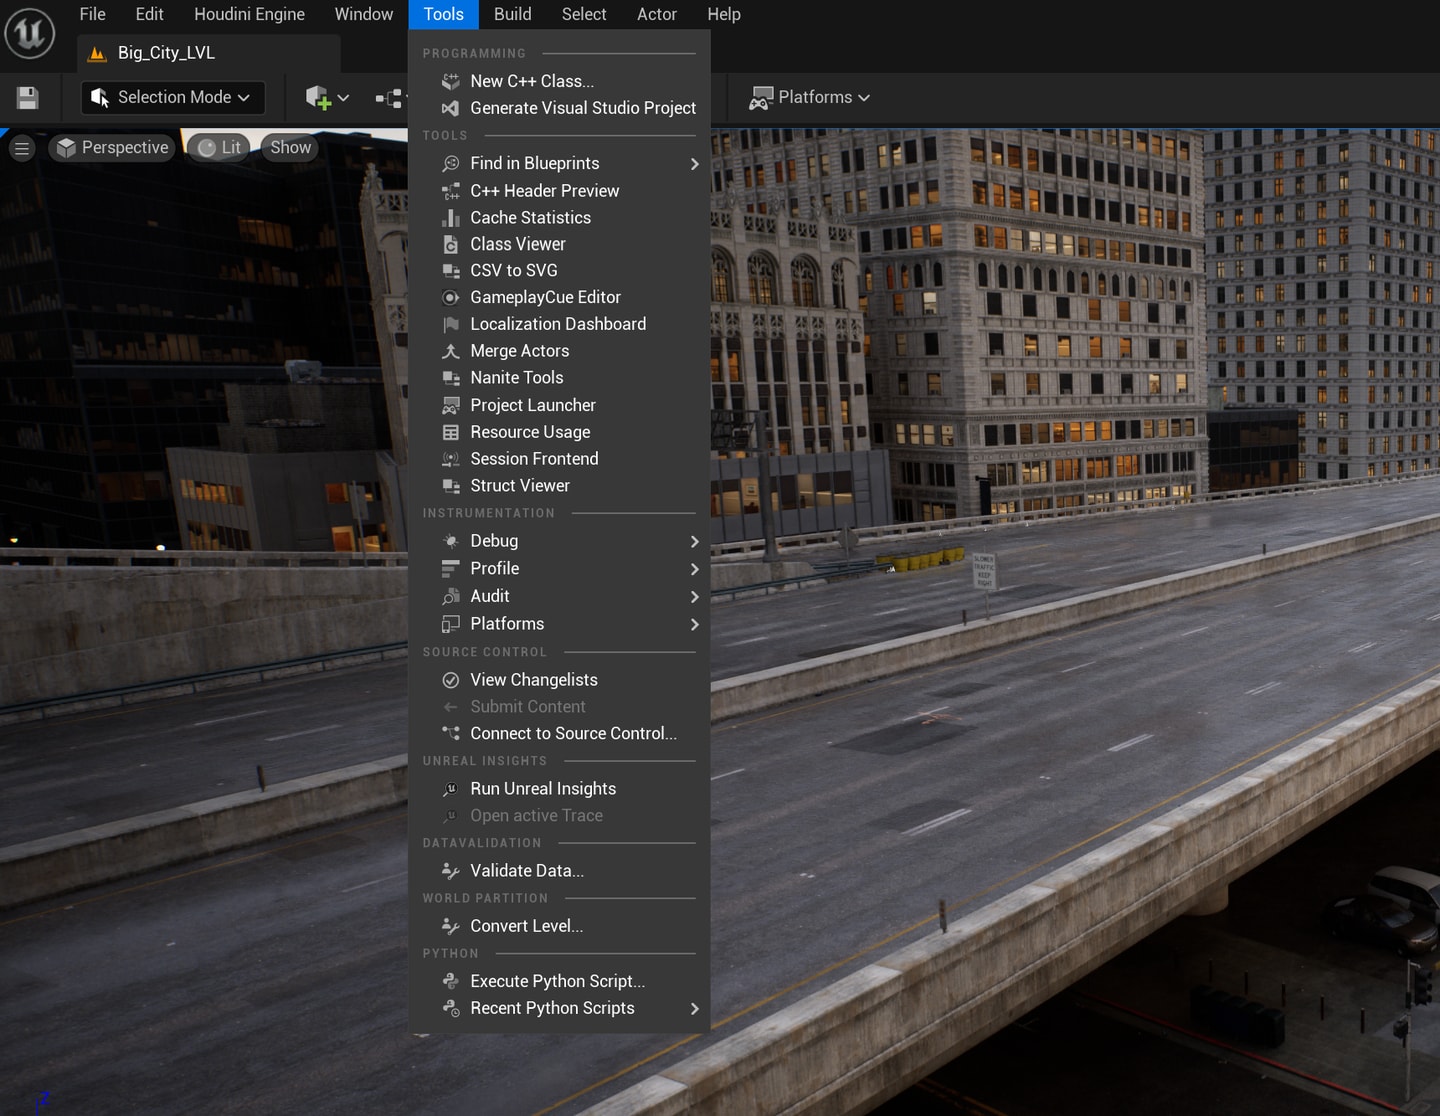 File Edit Houdini Engine Window Tools Build Select Actor Help
Big_City_LVL
Selection Mode
Platforms
Perspective Lit Show
PROGRAMMING
New C++ Class...
Generate Visual Studio Project
TOOLS
Find in Blueprints
C++ Header Preview
Cache Statistics
Class Viewer
CSV to SVG
GameplayCue Editor
Localization Dashboard
Merge Actors
Nanite Tools
Project Launcher
Resource Usage
Session Frontend
Struct Viewer
INSTRUMENTATION
Debug
Profile
Audit
Platforms
SOURCE CONTROL
View Changelists
Submit Content
Connect to Source Control...
UNREAL INSIGHTS
Run Unreal Insights
Open active Trace
DATAVALIDATION
Validate Data...
WORLD PARTITION
Convert Level...
PYTHON
Execute Python Script...
Recent Python Scripts
SLOWER
TRAFFIC
KEEP
RIGHT
Z